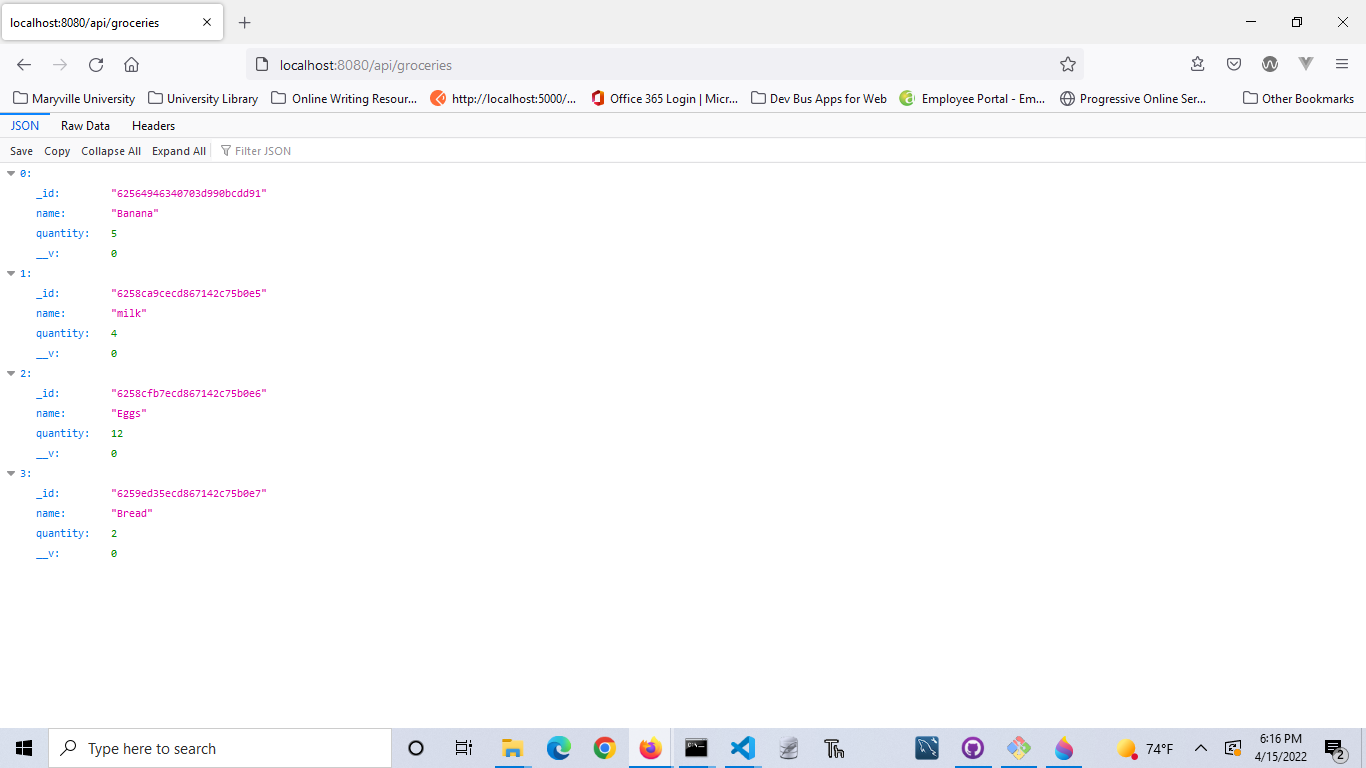 localhost:8080/api/groceries
localhost:8080/api/groceries
Maryville University University Library Online Writing Resour... http://localhost:5000/... Office 365 Login | Micr... Dev Bus Apps for Web Employee Portal - Em... Progressive Online Ser... Other Bookmarks
JSON Raw Data Headers
Save Copy Collapse All Expand All Filter JSON
0:
_id: "62564946340703d990bcdd91"
name: "Banana"
quantity: 5
__v: 0
1:
_id: "6258ca9cecd867142c75b0e5"
name: "milk"
quantity: 4
__v: 0
2:
_id: "6258cfb7ecd867142c75b0e6"
name: "Eggs"
quantity: 12
__v: 0
3:
_id: "6259ed35ecd867142c75b0e7"
name: "Bread"
quantity: 2
__v: 0
Type here to search
74°F
6:16 PM
4/15/2022
2